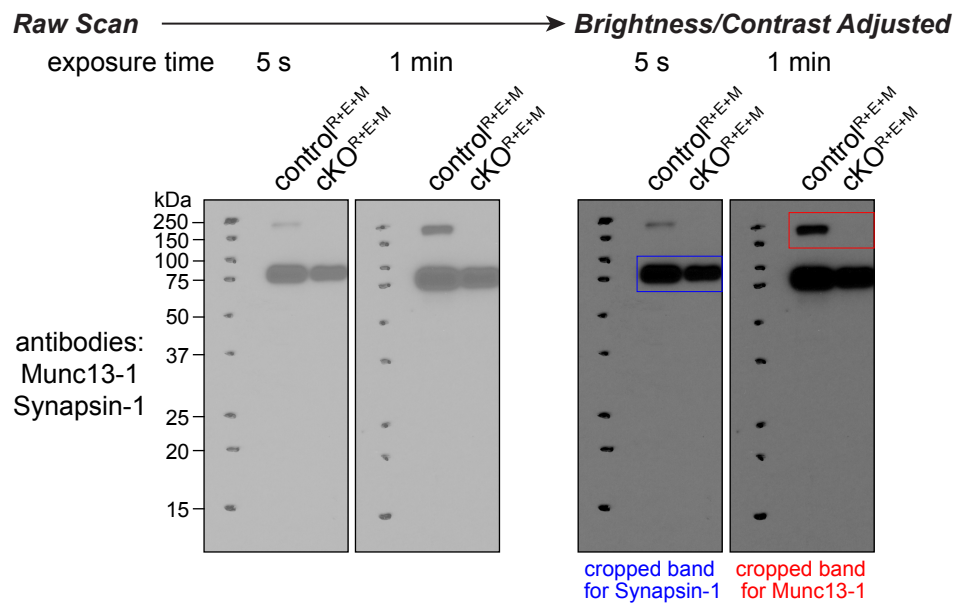 Raw Scan Brightness/Contrast Adjusted
exposure time 5 s 1 min 5 s 1 min
control^R+E+M cKO^R+E+M control^R+E+M cKO^R+E+M control^R+E+M cKO^R+E+M control^R+E+M cKO^R+E+M
kDa
250
150
100
75
50
37
25
20
15
antibodies:
Munc13-1
Synapsin-1
cropped band
for Synapsin-1
cropped band
for Munc13-1